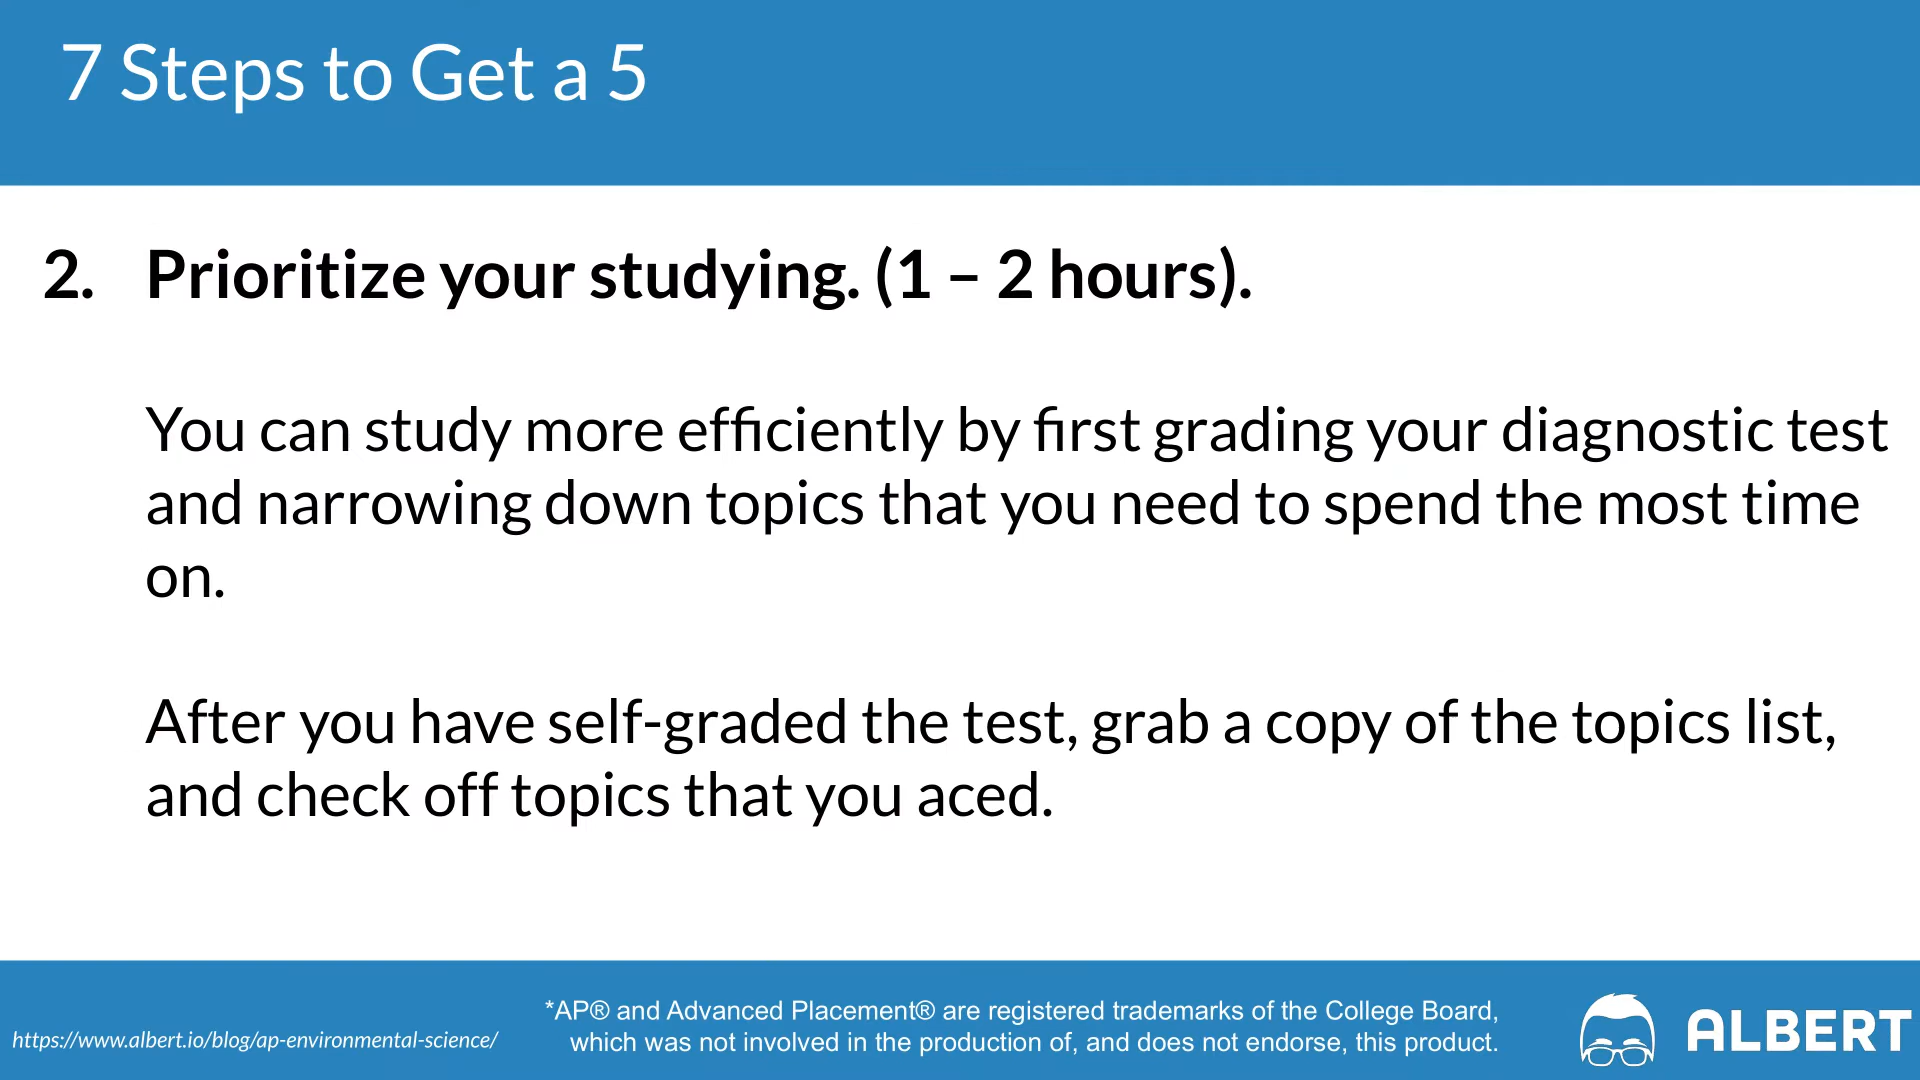 7 Steps to Get a 5
2. Prioritize your studying. (1 – 2 hours).
You can study more efficiently by first grading your diagnostic test
and narrowing down topics that you need to spend the most time
on.
After you have self-graded the test, grab a copy of the topics list,
and check off topics that you aced.
https://www.albert.io/blog/ap-environmental-science/
*AP® and Advanced Placement® are registered trademarks of the College Board,
which was not involved in the production of, and does not endorse, this product.
ALBERT